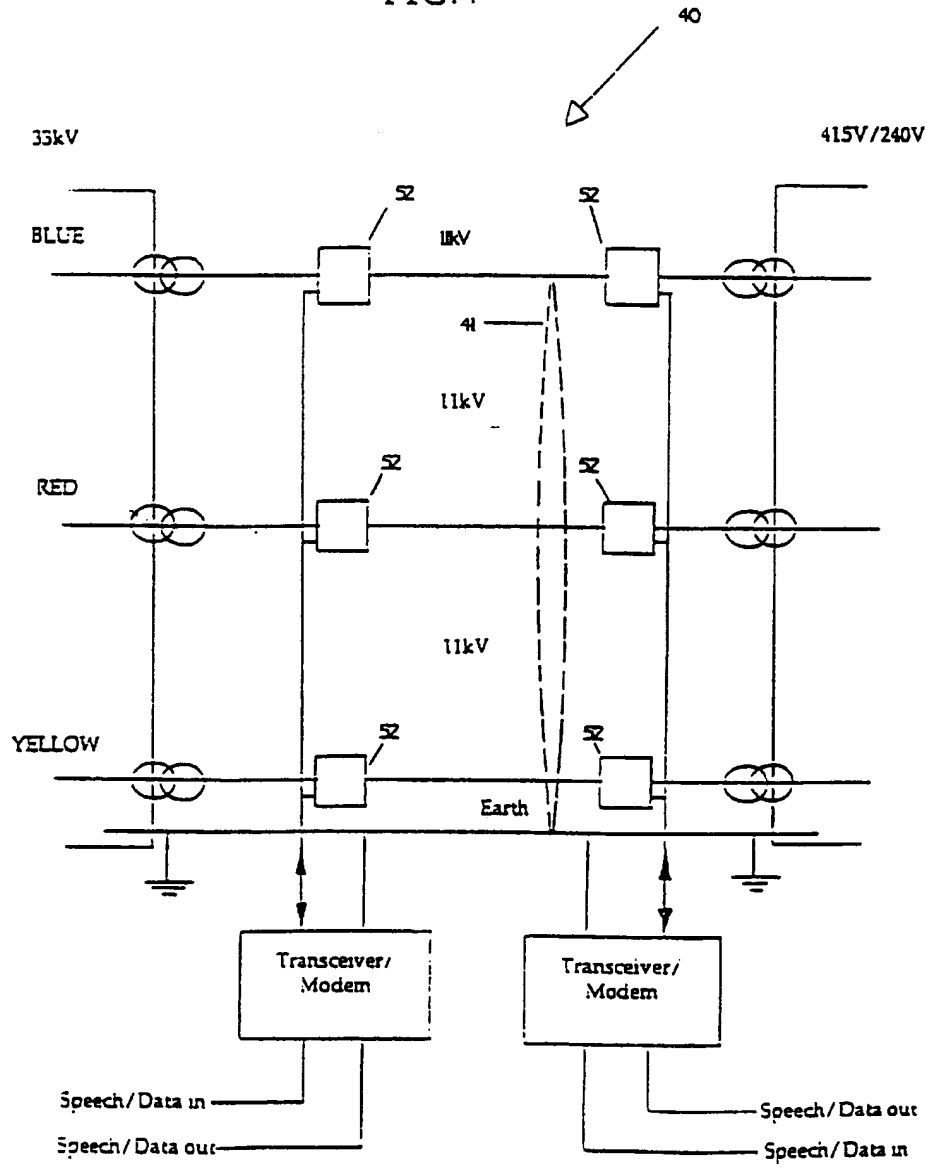 40
33kV
415V/240V
52
52
BLUE
11kV
41
11kV
52
52
RED
11kV
52
52
YELLOW
Earth
Transceiver/
Modem
Transceiver/
Modem
Speech/Data in
Speech/Data out
Speech/Data out
Speech/Data in